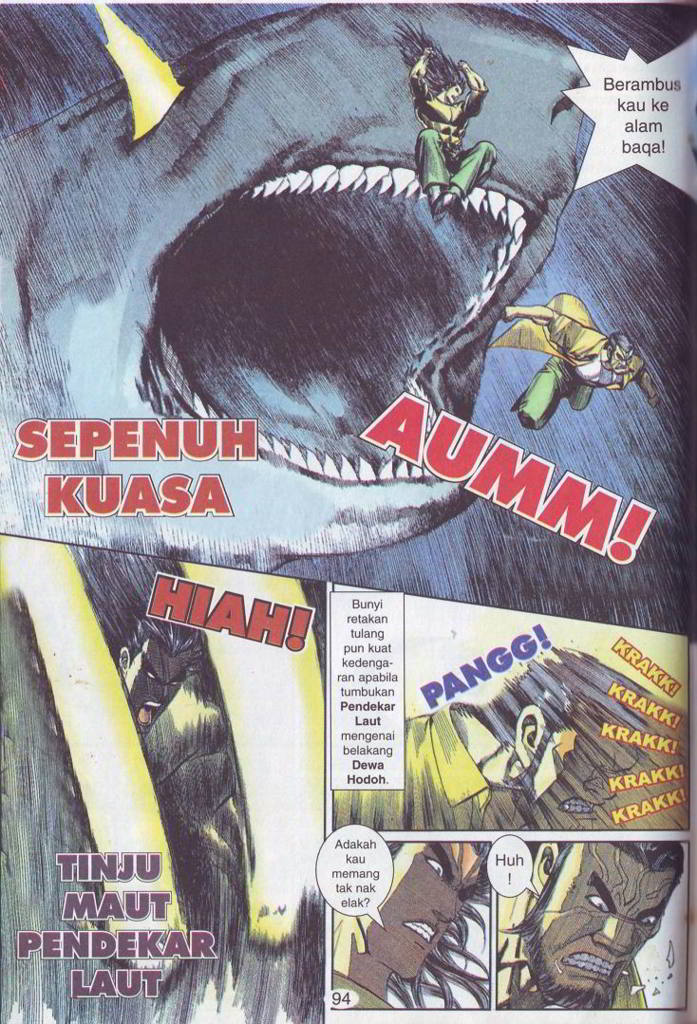 Berambus
kau ke
alam
baqa!
SEPENUH
KUASA
AUMM!
HIAH!
TINJU
MAUT
PENDEKAR
LAUT
Bunyi
retakan
tulang
pun kuat
kedenga-
ran apabila
tumbukan
Pendekar
Laut
mengenai
belakang
Dewa
Hodoh.
PANGG!
KRAKK!
KRAKK!
KRAKK!
KRAKK!
KRAKK!
Adakah
kau
memang
tak nak
elak?
Huh
!
94